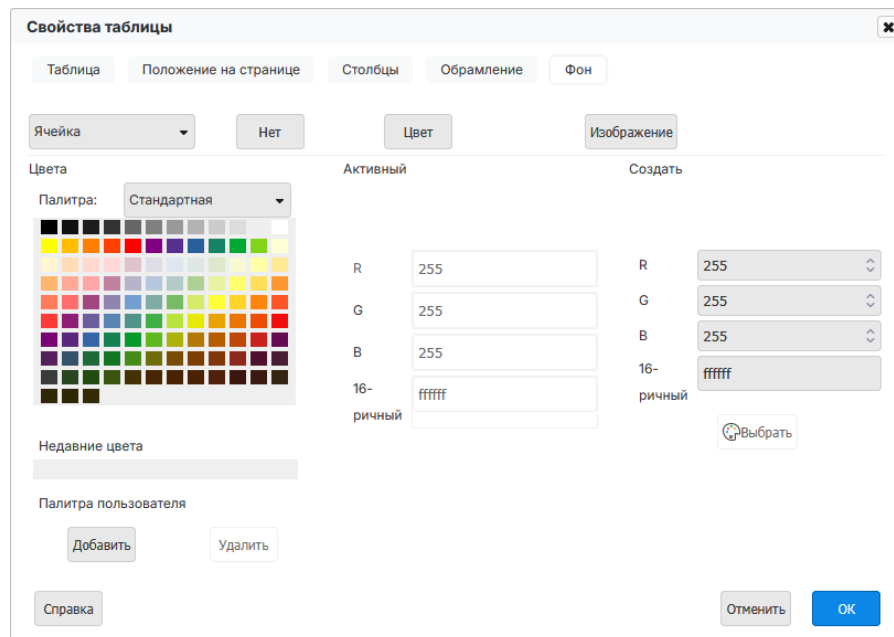 Свойства таблицы
Таблица Положение на странице Столбцы Обрамление Фон
Ячейка Нет Цвет Изображение
Цвета Активный Создать
Палитра: Стандартная
R 255 R 255
G 255 G 255
B 255 B 255
16-ричный ffffff 16-ричный ffffff
Выбрать
Недавние цвета
Палитра пользователя
Добавить Удалить
Справка Отменить OK